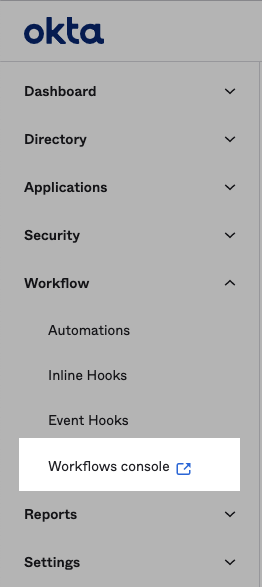 okta
Dashboard
Directory
Applications
Security
Workflow
Automations
Inline Hooks
Event Hooks
Workflows console
Reports
Settings